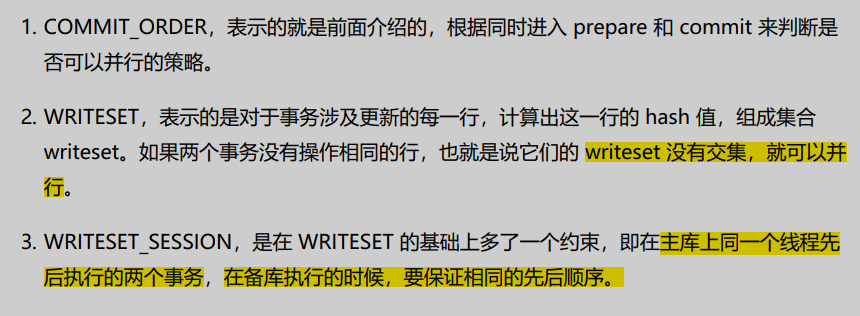 1. COMMIT_ORDER，表示的就是前面介绍的，根据同时进入 prepare 和 commit 来判断是
否可以并行的策略。
2. WRITESET，表示的是对于事务涉及更新的每一行，计算出这一行的 hash 值，组成集合
writeset。如果两个事务没有操作相同的行，也就是说它们的 writeset 没有交集，就可以并
行。
3. WRITESET_SESSION，是在 WRITESET 的基础上多了一个约束，即在主库上同一个线程先
后执行的两个事务，在备库执行的时候，要保证相同的先后顺序。